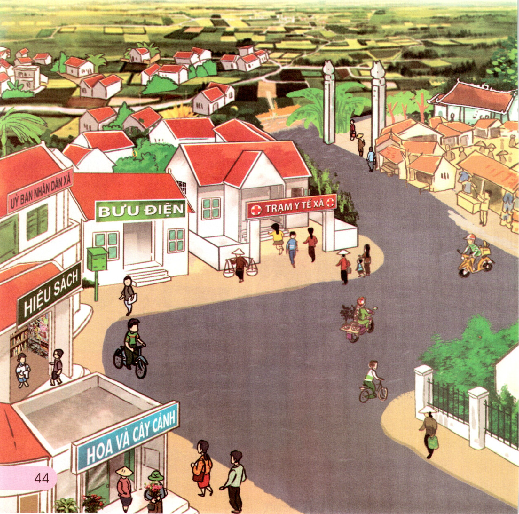 ỦY BAN NHÂN DÂN XÃ
BƯU ĐIỆN
TRẠM Y TẾ XÃ
HIỆU SÁCH
HOA VÀ CÂY CẢNH
44